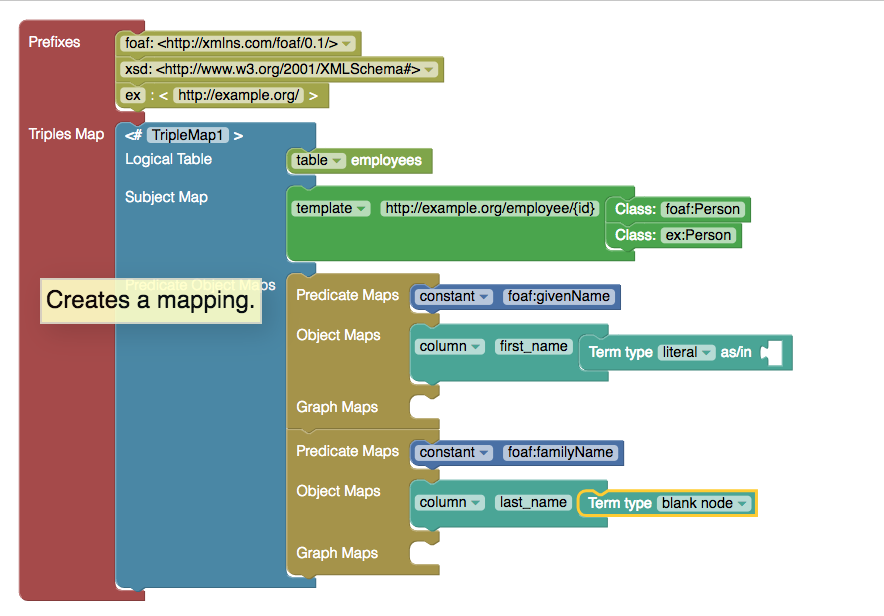 Prefixes
foaf: <http://xmlns.com/foaf/0.1/>
xsd: <http://www.w3.org/2001/XMLSchema#>
ex : < http://example.org/ >
Triples Map
<# TripleMap1 >
Logical Table
table employees
Subject Map
template http://example.org/employee/{id} Class: foaf:Person
Class: ex:Person
Predicate Object Maps
Creates a mapping.
Predicate Maps constant foaf:givenName
Object Maps
column first_name Term type literal as/in
Graph Maps
Predicate Maps constant foaf:familyName
Object Maps
column last_name Term type blank node
Graph Maps